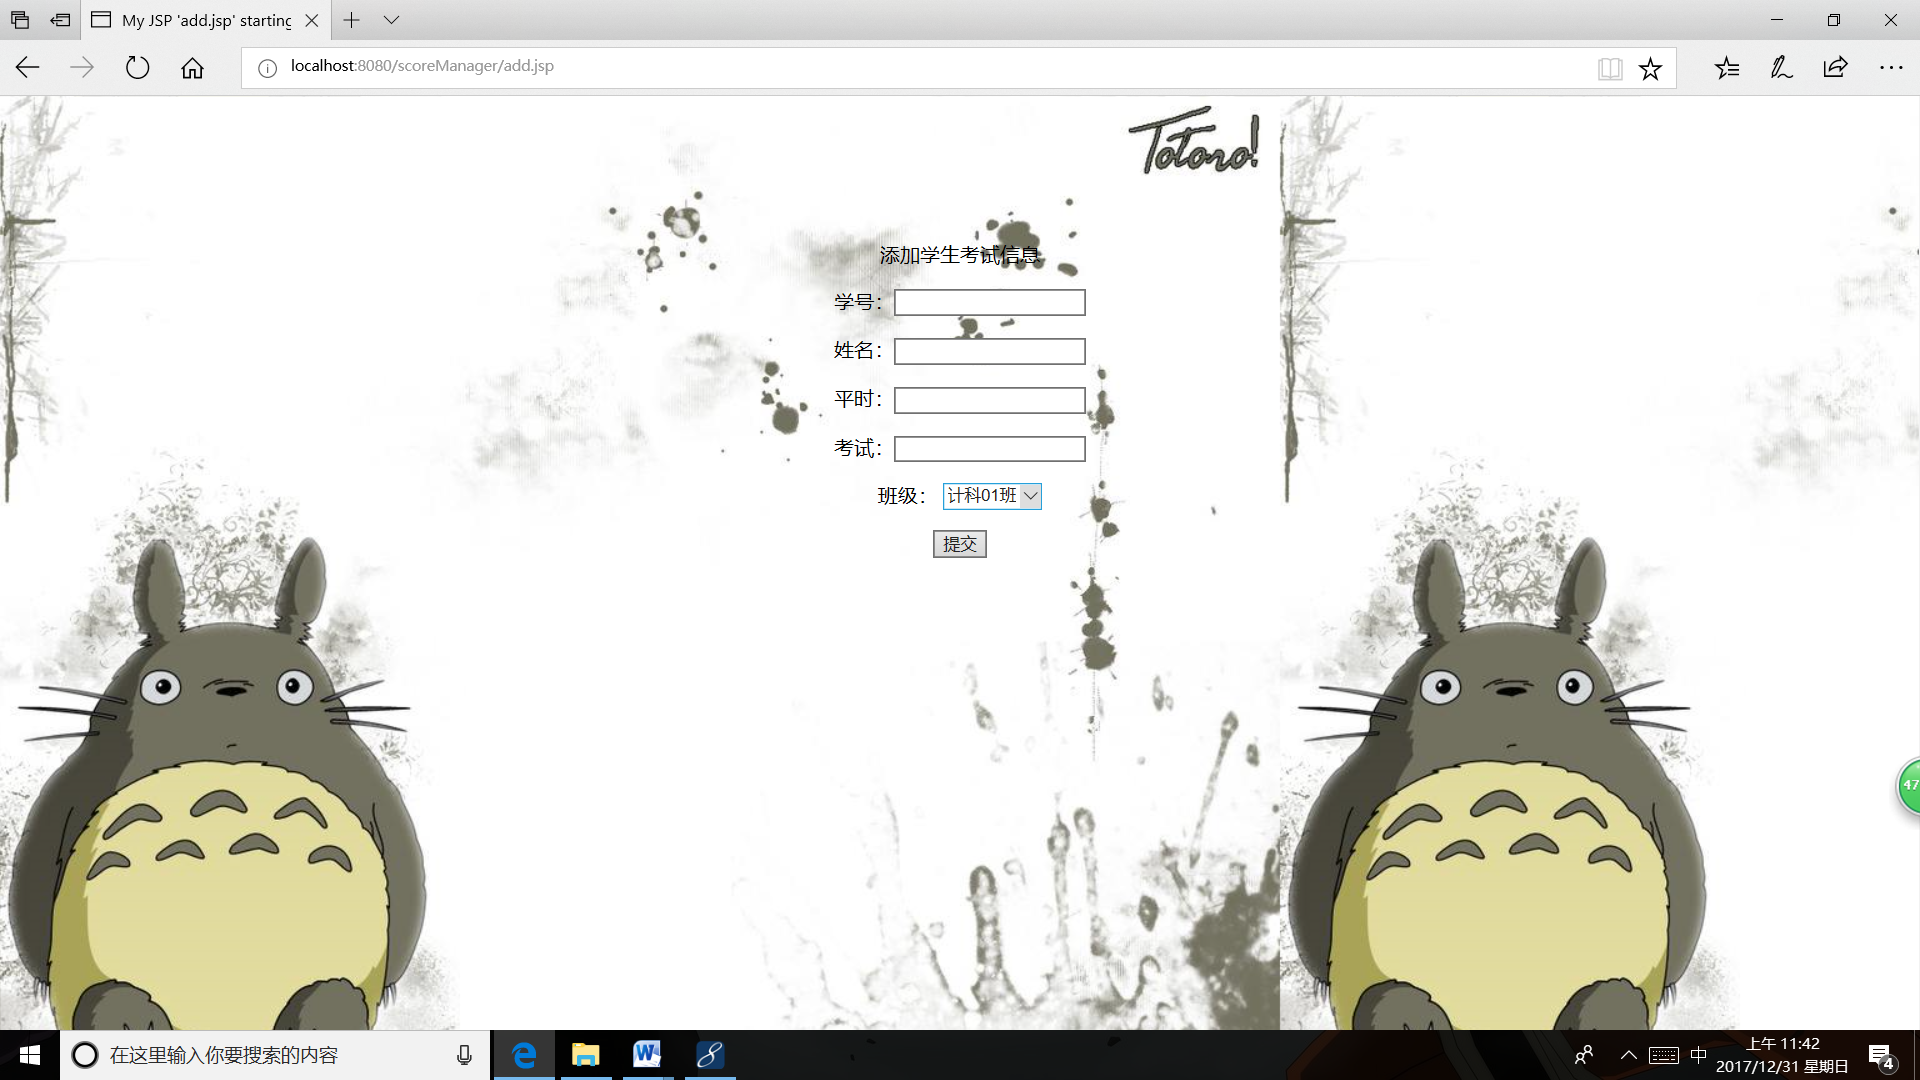 My JSP 'add.jsp' starting
localhost:8080/scoreManager/add.jsp
Totoro!
添加学生考试信息
学号：
姓名：
平时：
考试：
班级： 计科01班
提交
47
在这里输入你要搜索的内容
中
上午 11:42
2017/12/31 星期日
4